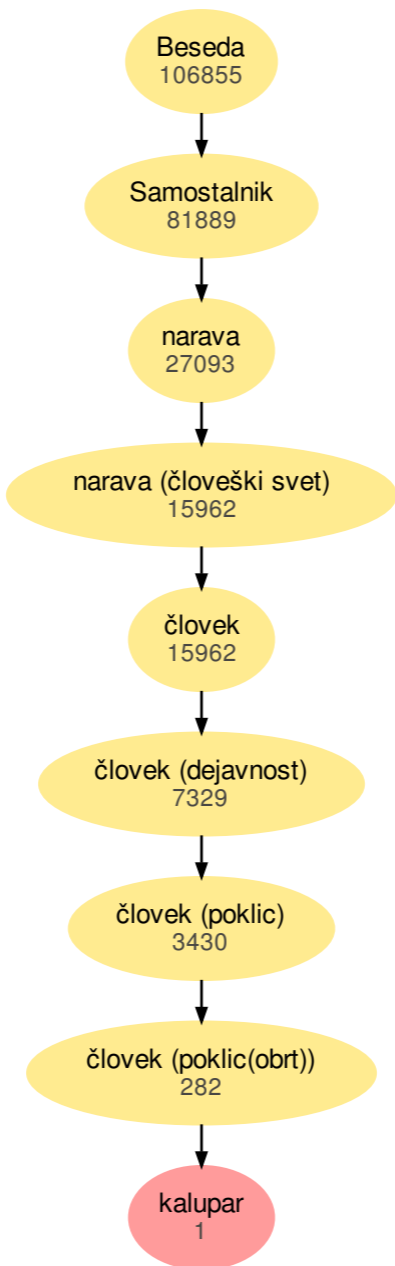 Beseda
106855
Samostalnik
81889
narava
27093
narava (človeški svet)
15962
človek
15962
človek (dejavnost)
7329
človek (poklic)
3430
človek (poklic(obrt))
282
kalupar
1